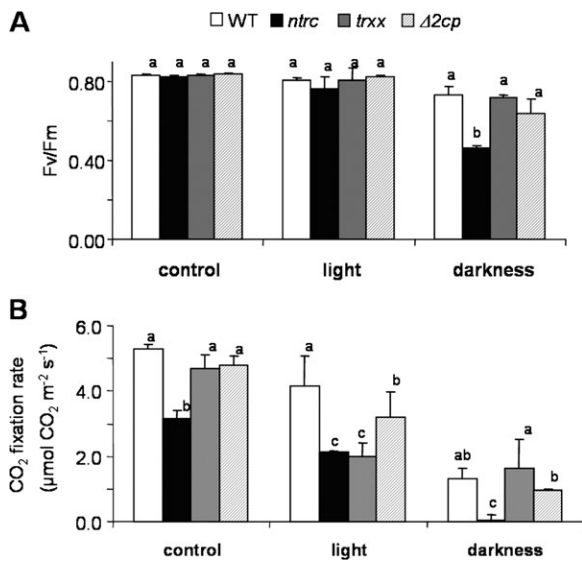 A
WT ntrc trxx Δ2cp
a a a a
a a a a
a b a a
Fv/Fm
0.80
0.40
0.00
control light darkness
B
a b a a
a c c b
ab c a b
CO2 fixation rate
(μmol CO2 m-2 s-1)
6.0
4.0
2.0
0.0
control light darkness